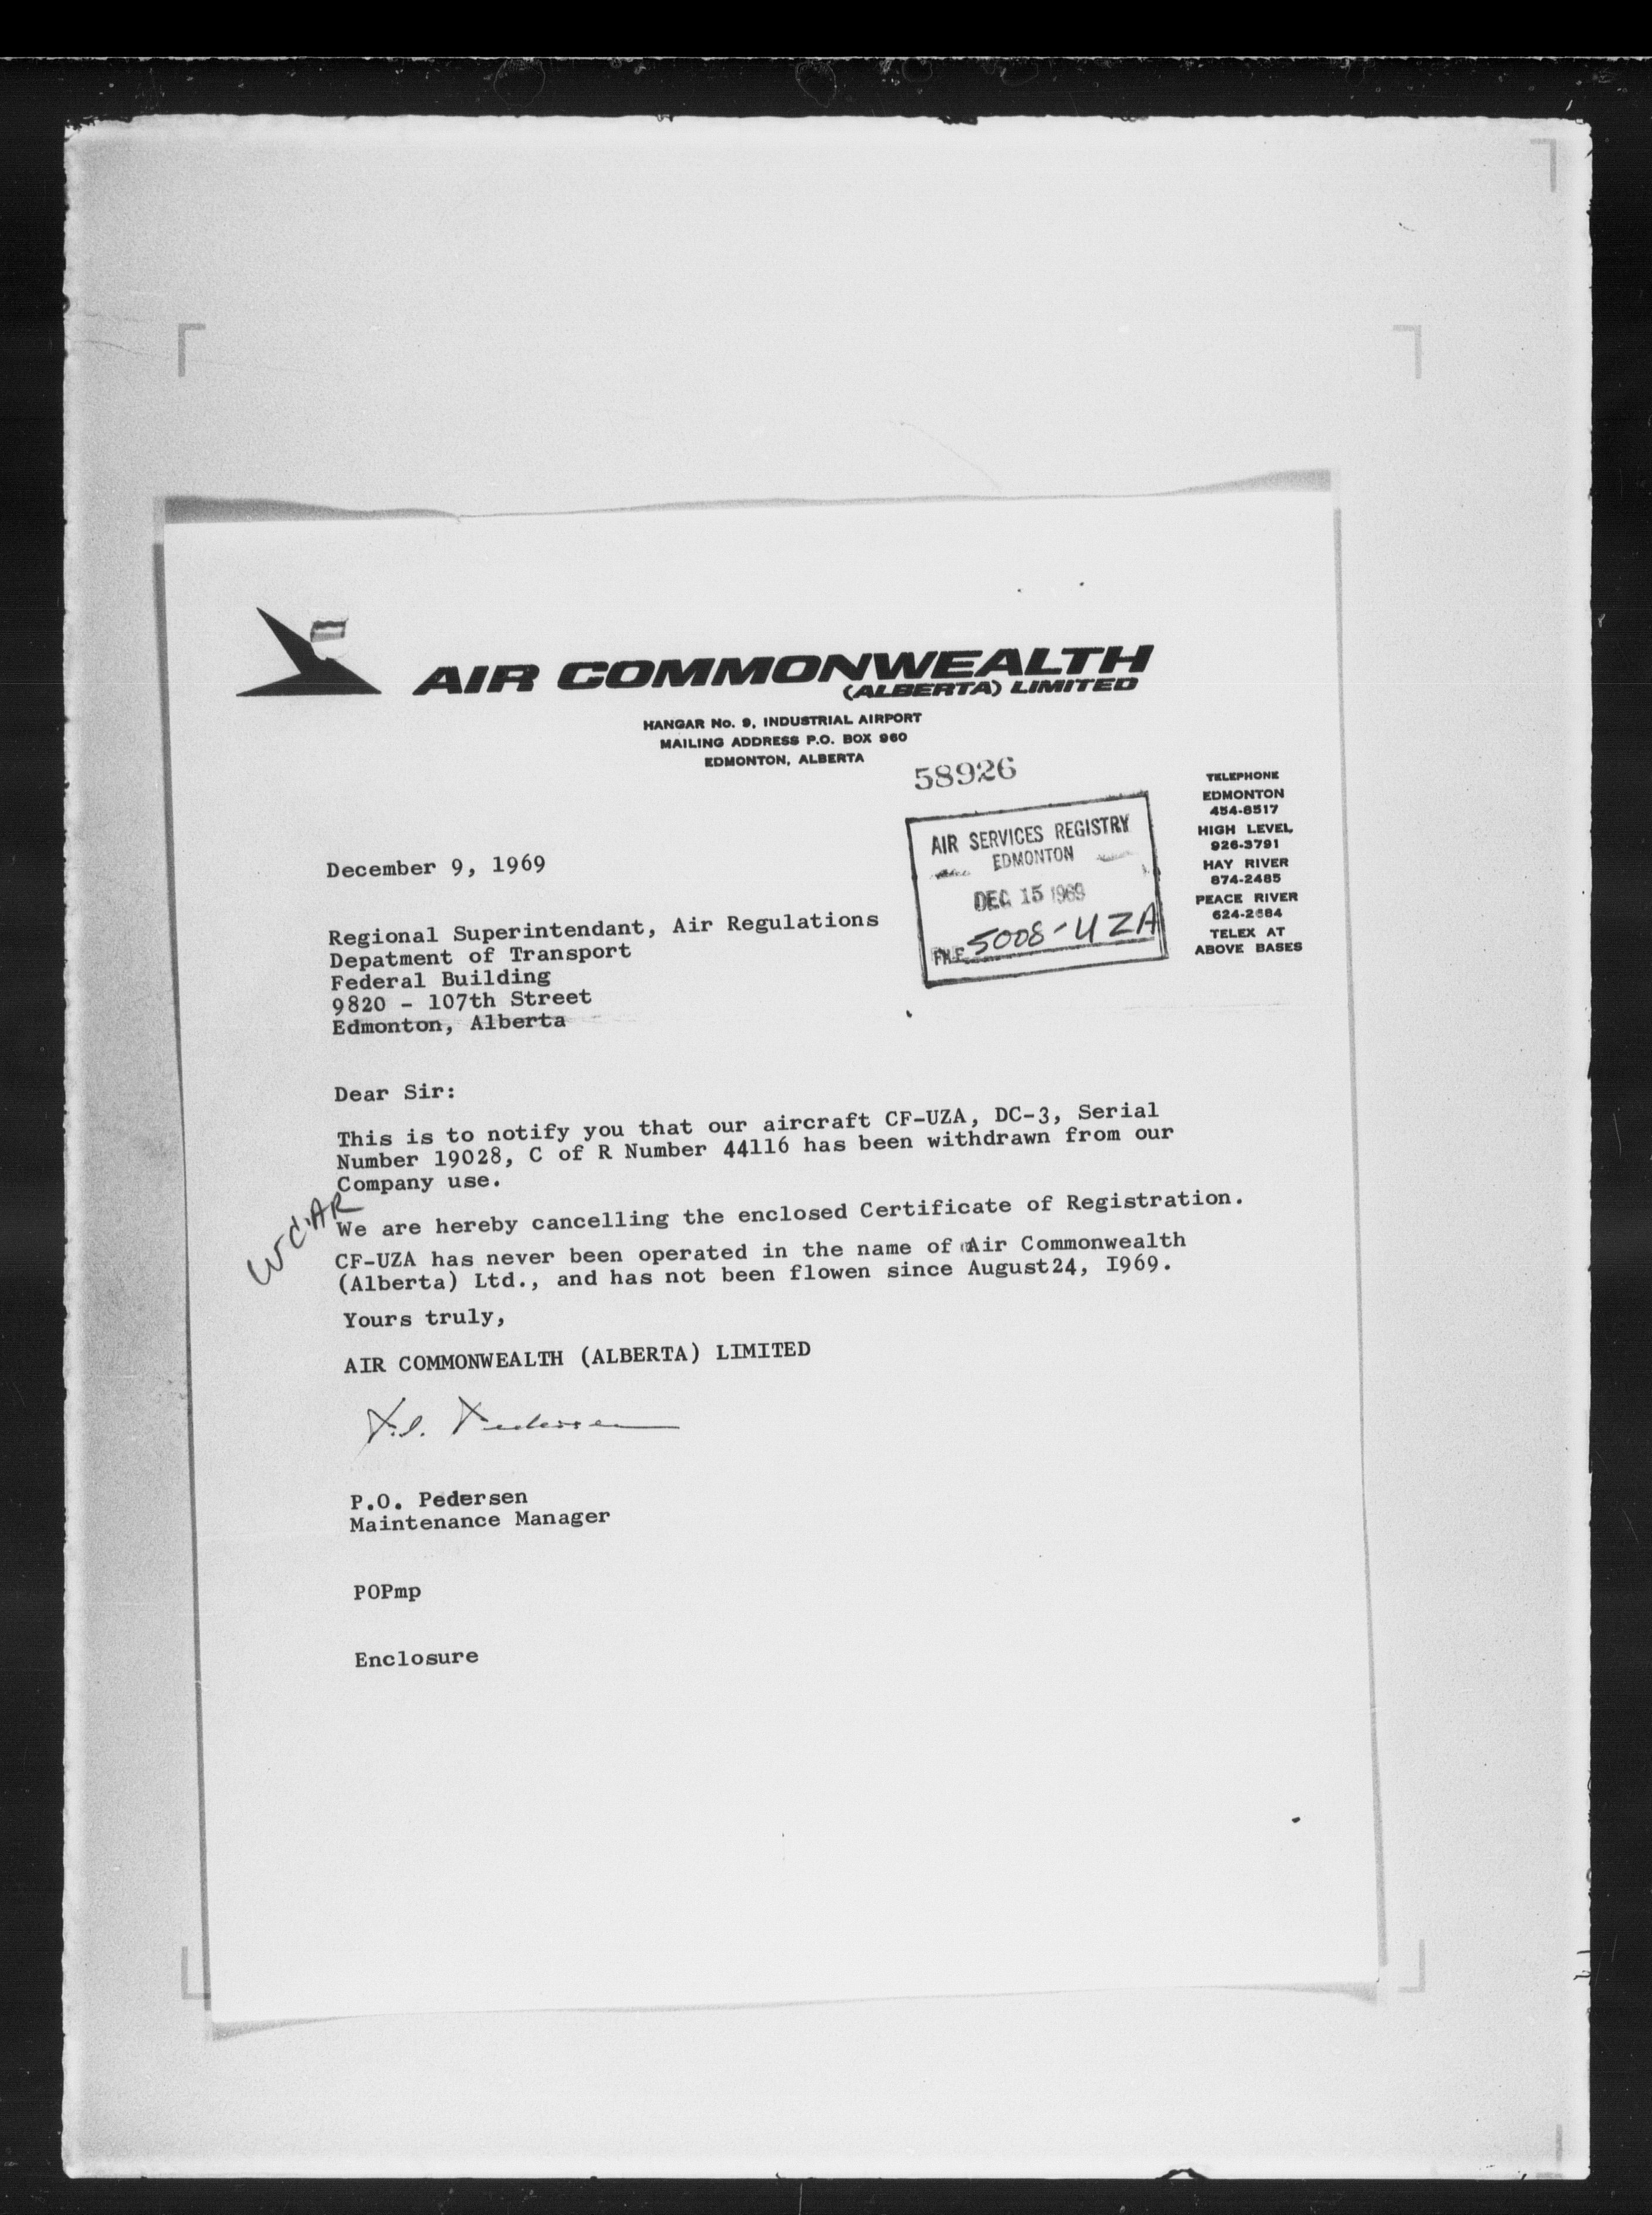 AIR COMMONWEALTH
(ALBERTA) LIMITED
HANGAR No. 9, INDUSTRIAL AIRPORT
MAILING ADDRESS P.O. BOX 960
EDMONTON, ALBERTA
58926
TELEPHONE
EDMONTON
454-8517
HIGH LEVEL
926-3791
HAY RIVER
874-2485
PEACE RIVER
624-2684
TELEX AT
ABOVE BASES
AIR SERVICES REGISTRY
EDMONTON
DEC 15 1969
FILE 5008-UZA
December 9, 1969
Regional Superintendant, Air Regulations
Depatment of Transport
Federal Building
9820 - 107th Street
Edmonton, Alberta
Dear Sir:
This is to notify you that our aircraft CF-UZA, DC-3, Serial
Number 19028, C of R Number 44116 has been withdrawn from our
Company use.
We are hereby cancelling the enclosed Certificate of Registration.
CF-UZA has never been operated in the name of Air Commonwealth
(Alberta) Ltd., and has not been flowen since August24, I969.
Yours truly,
AIR COMMONWEALTH (ALBERTA) LIMITED
P.O. Pedersen
Maintenance Manager
POPmp
Enclosure